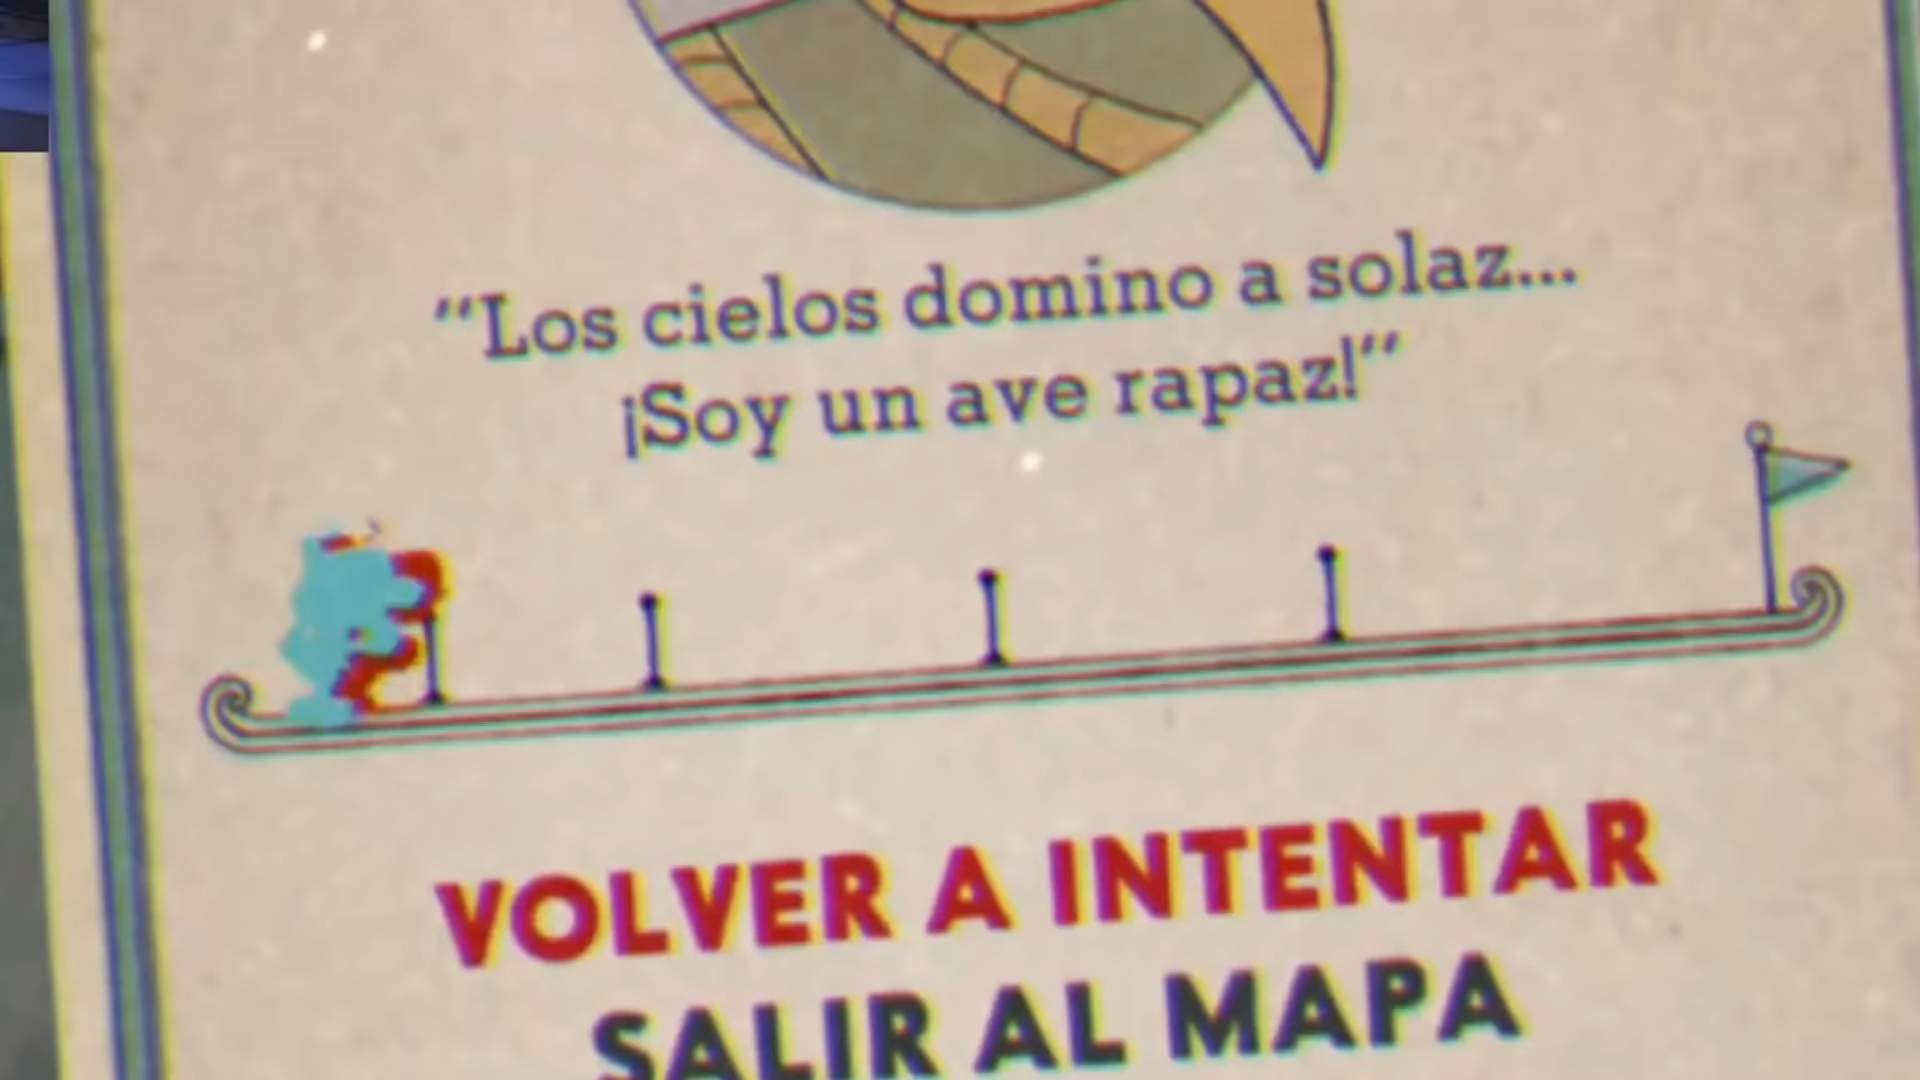 “Los cielos domino a solaz...
¡Soy un ave rapaz!”
VOLVER A INTENTAR
SALIR AL MAPA